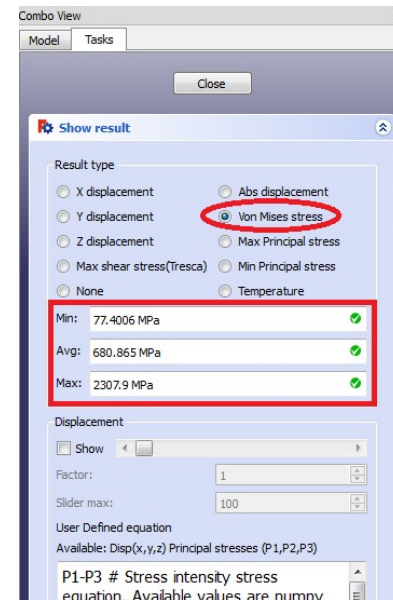 Combo View
Model Tasks
Close
Show result
Result type
X displacement Abs displacement
Y displacement Von Mises stress
Z displacement Max Principal stress
Max shear stress(Tresca) Min Principal stress
None Temperature
Min: 77.4006 MPa
Avg: 680.865 MPa
Max: 2307.9 MPa
Displacement
Show
Factor: 1
Slider max: 100
User Defined equation
Available: Disp(x,y,z) Principal stresses (P1,P2,P3)
P1-P3 # Stress intensity stress
equation. Available values are numpy